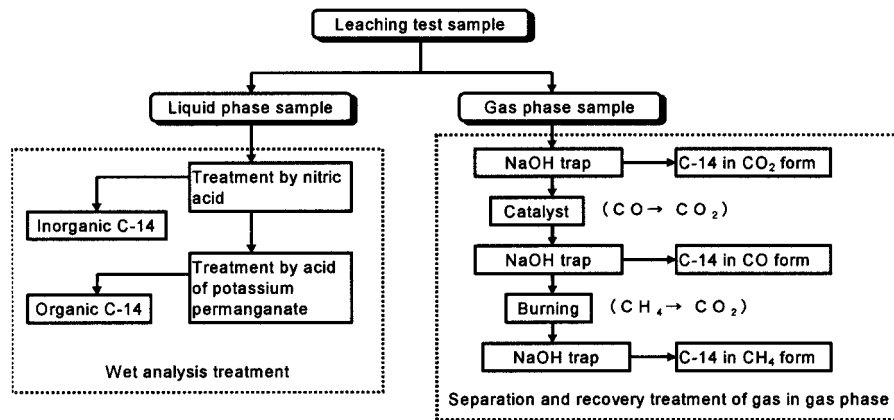 Leaching test sample
Liquid phase sample
Treatment by nitric
acid
Inorganic C-14
Treatment by acid
of potassium
permanganate
Organic C-14
Wet analysis treatment
Gas phase sample
NaOH trap
C-14 in CO₂ form
Catalyst
(CO→ CO₂)
NaOH trap
C-14 in CO form
Burning
(CH₄→ CO₂)
NaOH trap
C-14 in CH₄ form
Separation and recovery treatment of gas in gas phase